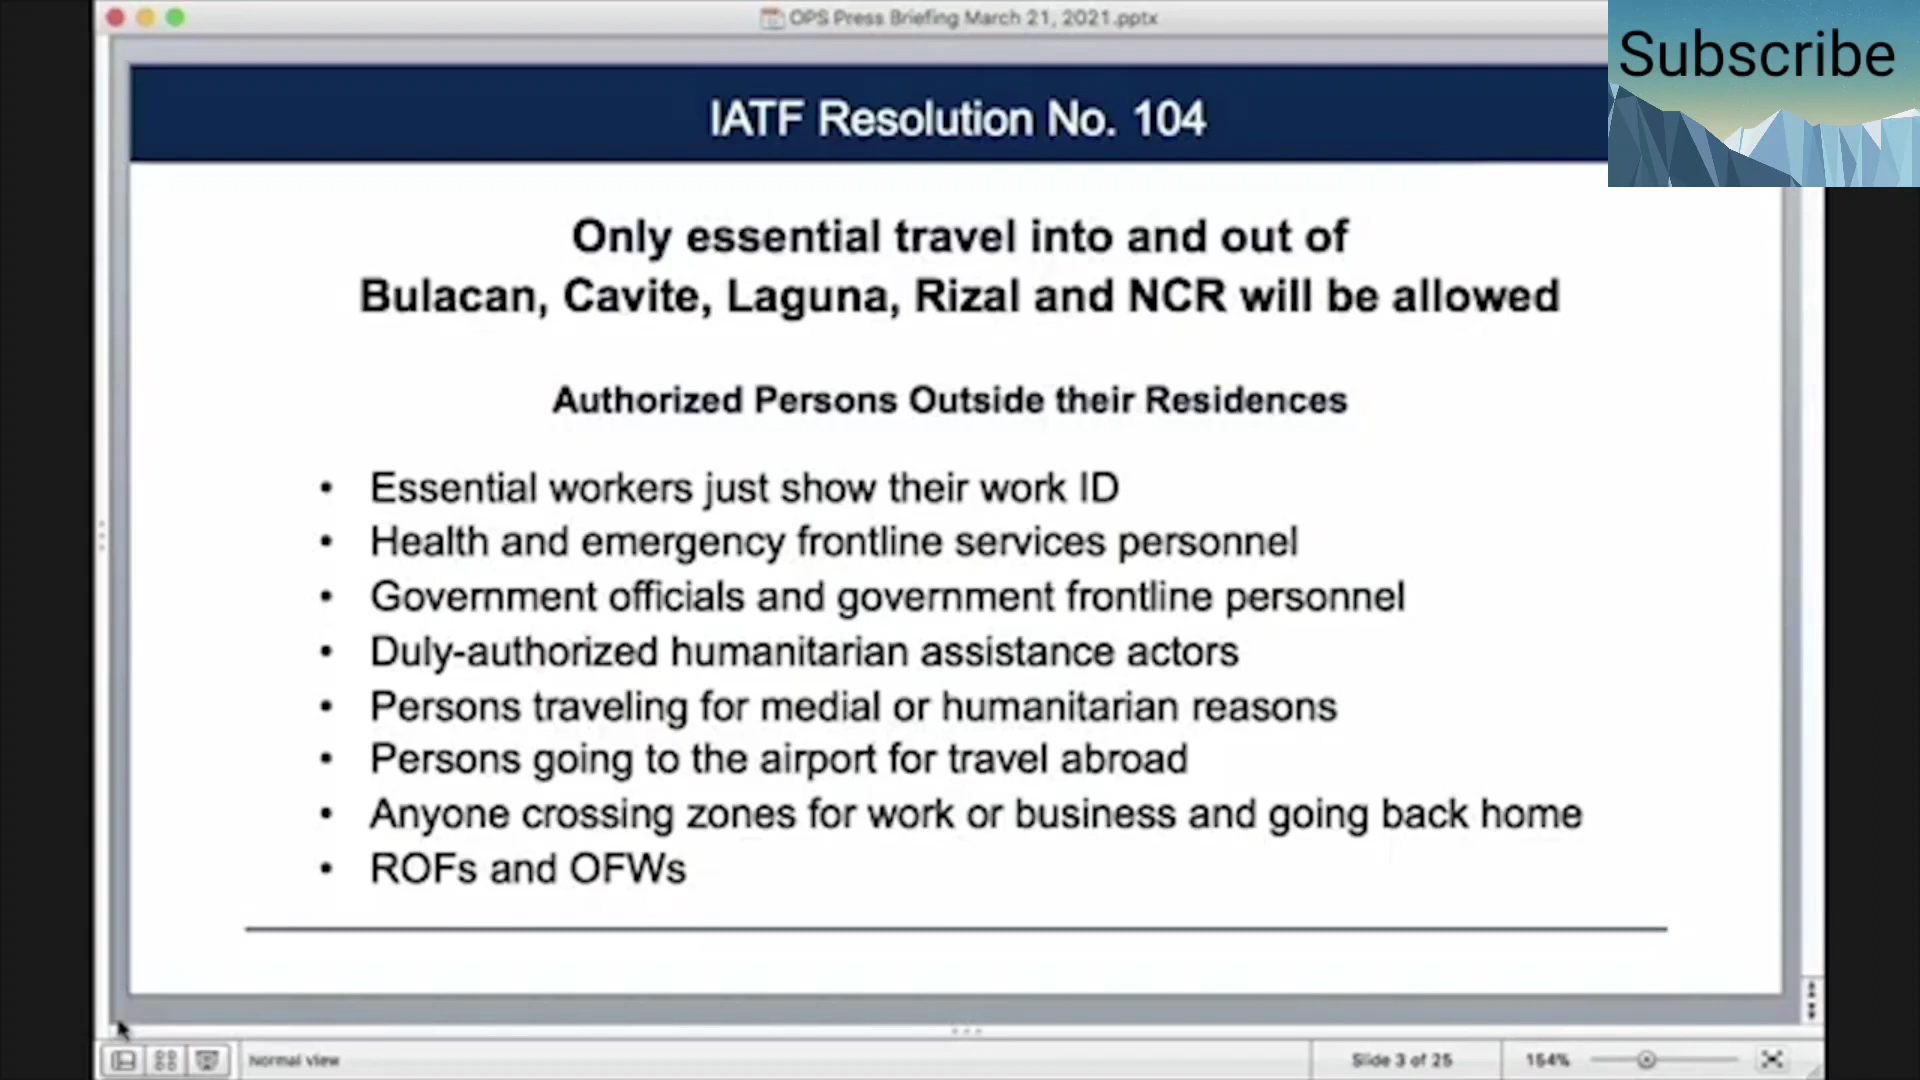 OPS Press Briefing March 21, 2021.pptx
Subscribe
IATF Resolution No. 104
Only essential travel into and out of
Bulacan, Cavite, Laguna, Rizal and NCR will be allowed
Authorized Persons Outside their Residences
• Essential workers just show their work ID
• Health and emergency frontline services personnel
• Government officials and government frontline personnel
• Duly-authorized humanitarian assistance actors
• Persons traveling for medial or humanitarian reasons
• Persons going to the airport for travel abroad
• Anyone crossing zones for work or business and going back home
• ROFs and OFWs
Normal View
Slide 3 of 25
154%